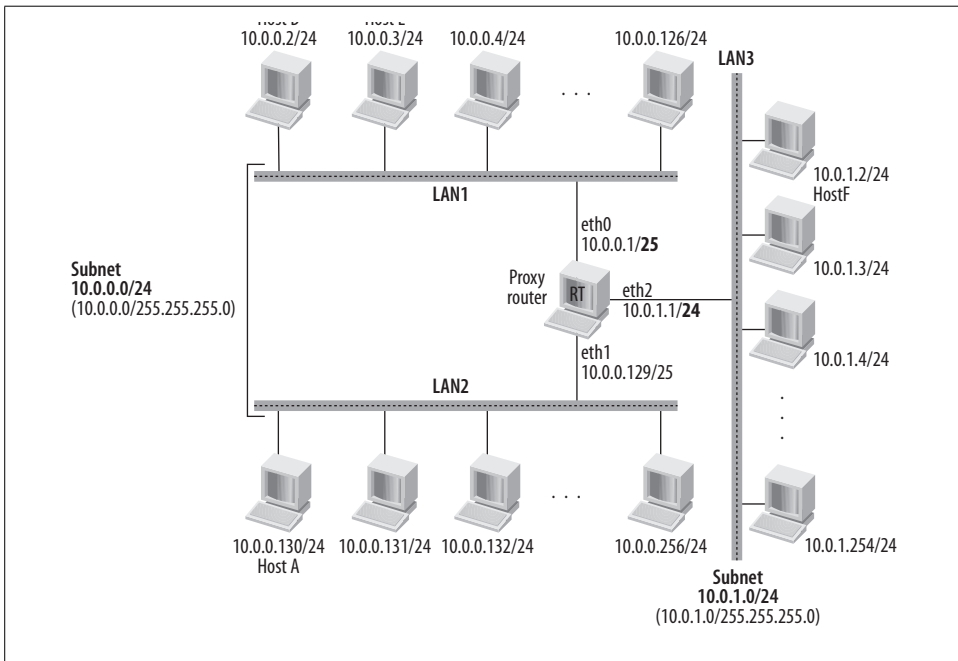 10.0.0.2/24
10.0.0.3/24
10.0.0.4/24
10.0.0.126/24
. . .
LAN3
10.0.1.2/24
HostF
LAN1
eth0
10.0.0.1/25
10.0.1.3/24
Subnet
10.0.0.0/24
(10.0.0.0/255.255.255.0)
Proxy
router
RT
eth2
10.0.1.1/24
eth1
10.0.0.129/25
10.0.1.4/24
LAN2
. . .
. . .
10.0.0.130/24
Host A
10.0.0.131/24
10.0.0.132/24
10.0.0.256/24
10.0.1.254/24
Subnet
10.0.1.0/24
(10.0.1.0/255.255.255.0)